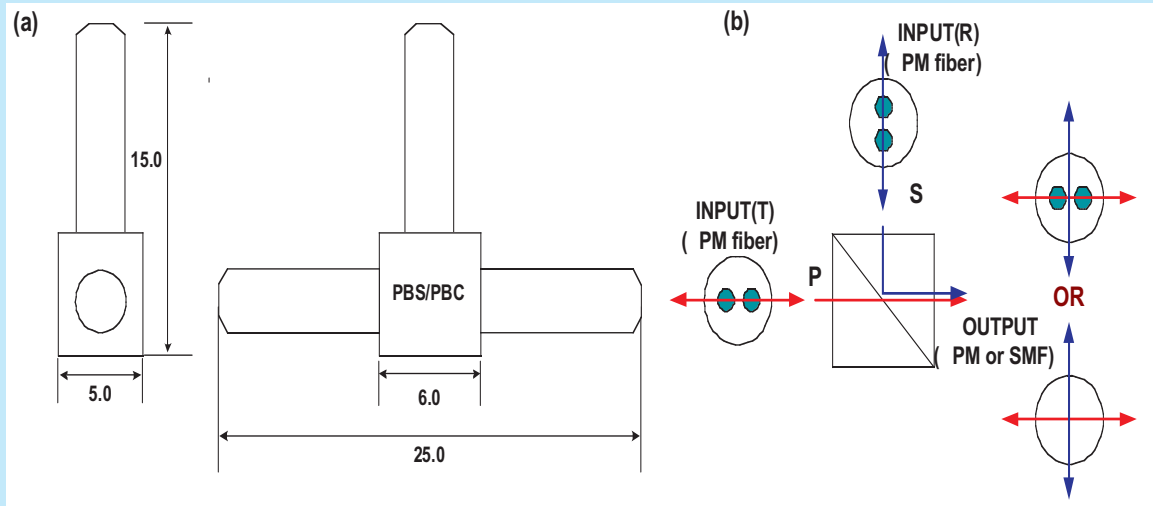 (a)
15.0
5.0
PBS/PBC
6.0
25.0
(b)
INPUT(R)
( PM fiber)
S
INPUT(T)
( PM fiber)
P
OR
OUTPUT
( PM or SMF)